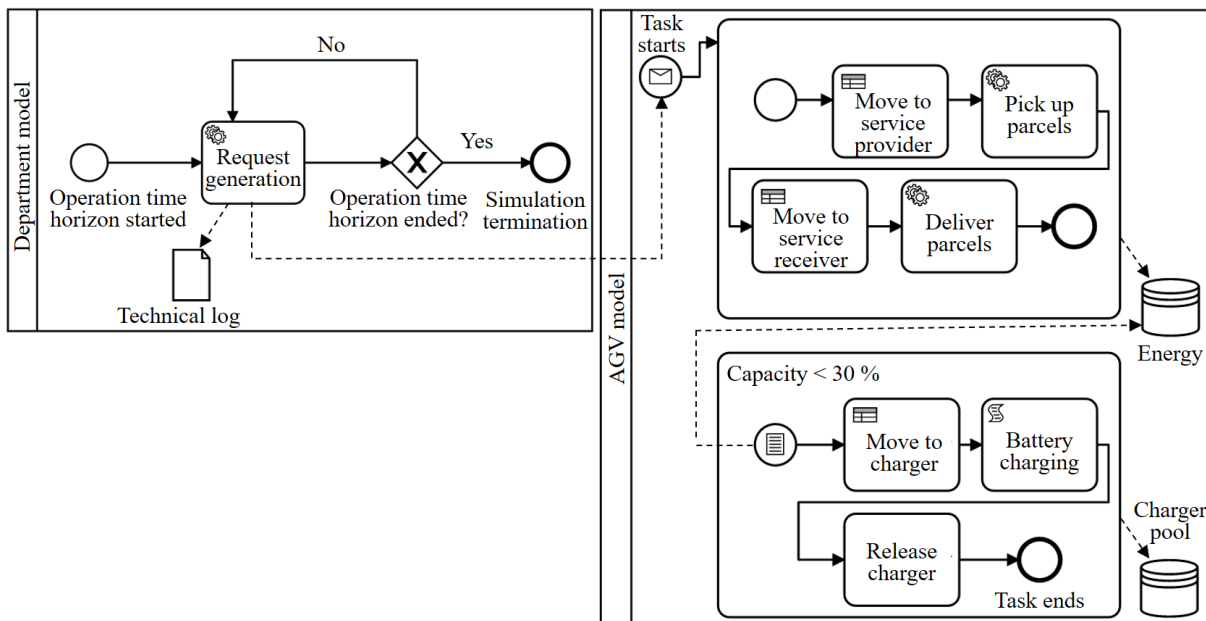 Department model
No
Request
generation
Yes
Operation time
horizon started
Operation time
horizon ended?
Simulation
termination
Technical log
AGV model
Task
starts
Move to
service
provider
Pick up
parcels
Move to
service
receiver
Deliver
parcels
Energy
Capacity < 30 %
Move to
charger
Battery
charging
Release
charger
Task ends
Charger
pool